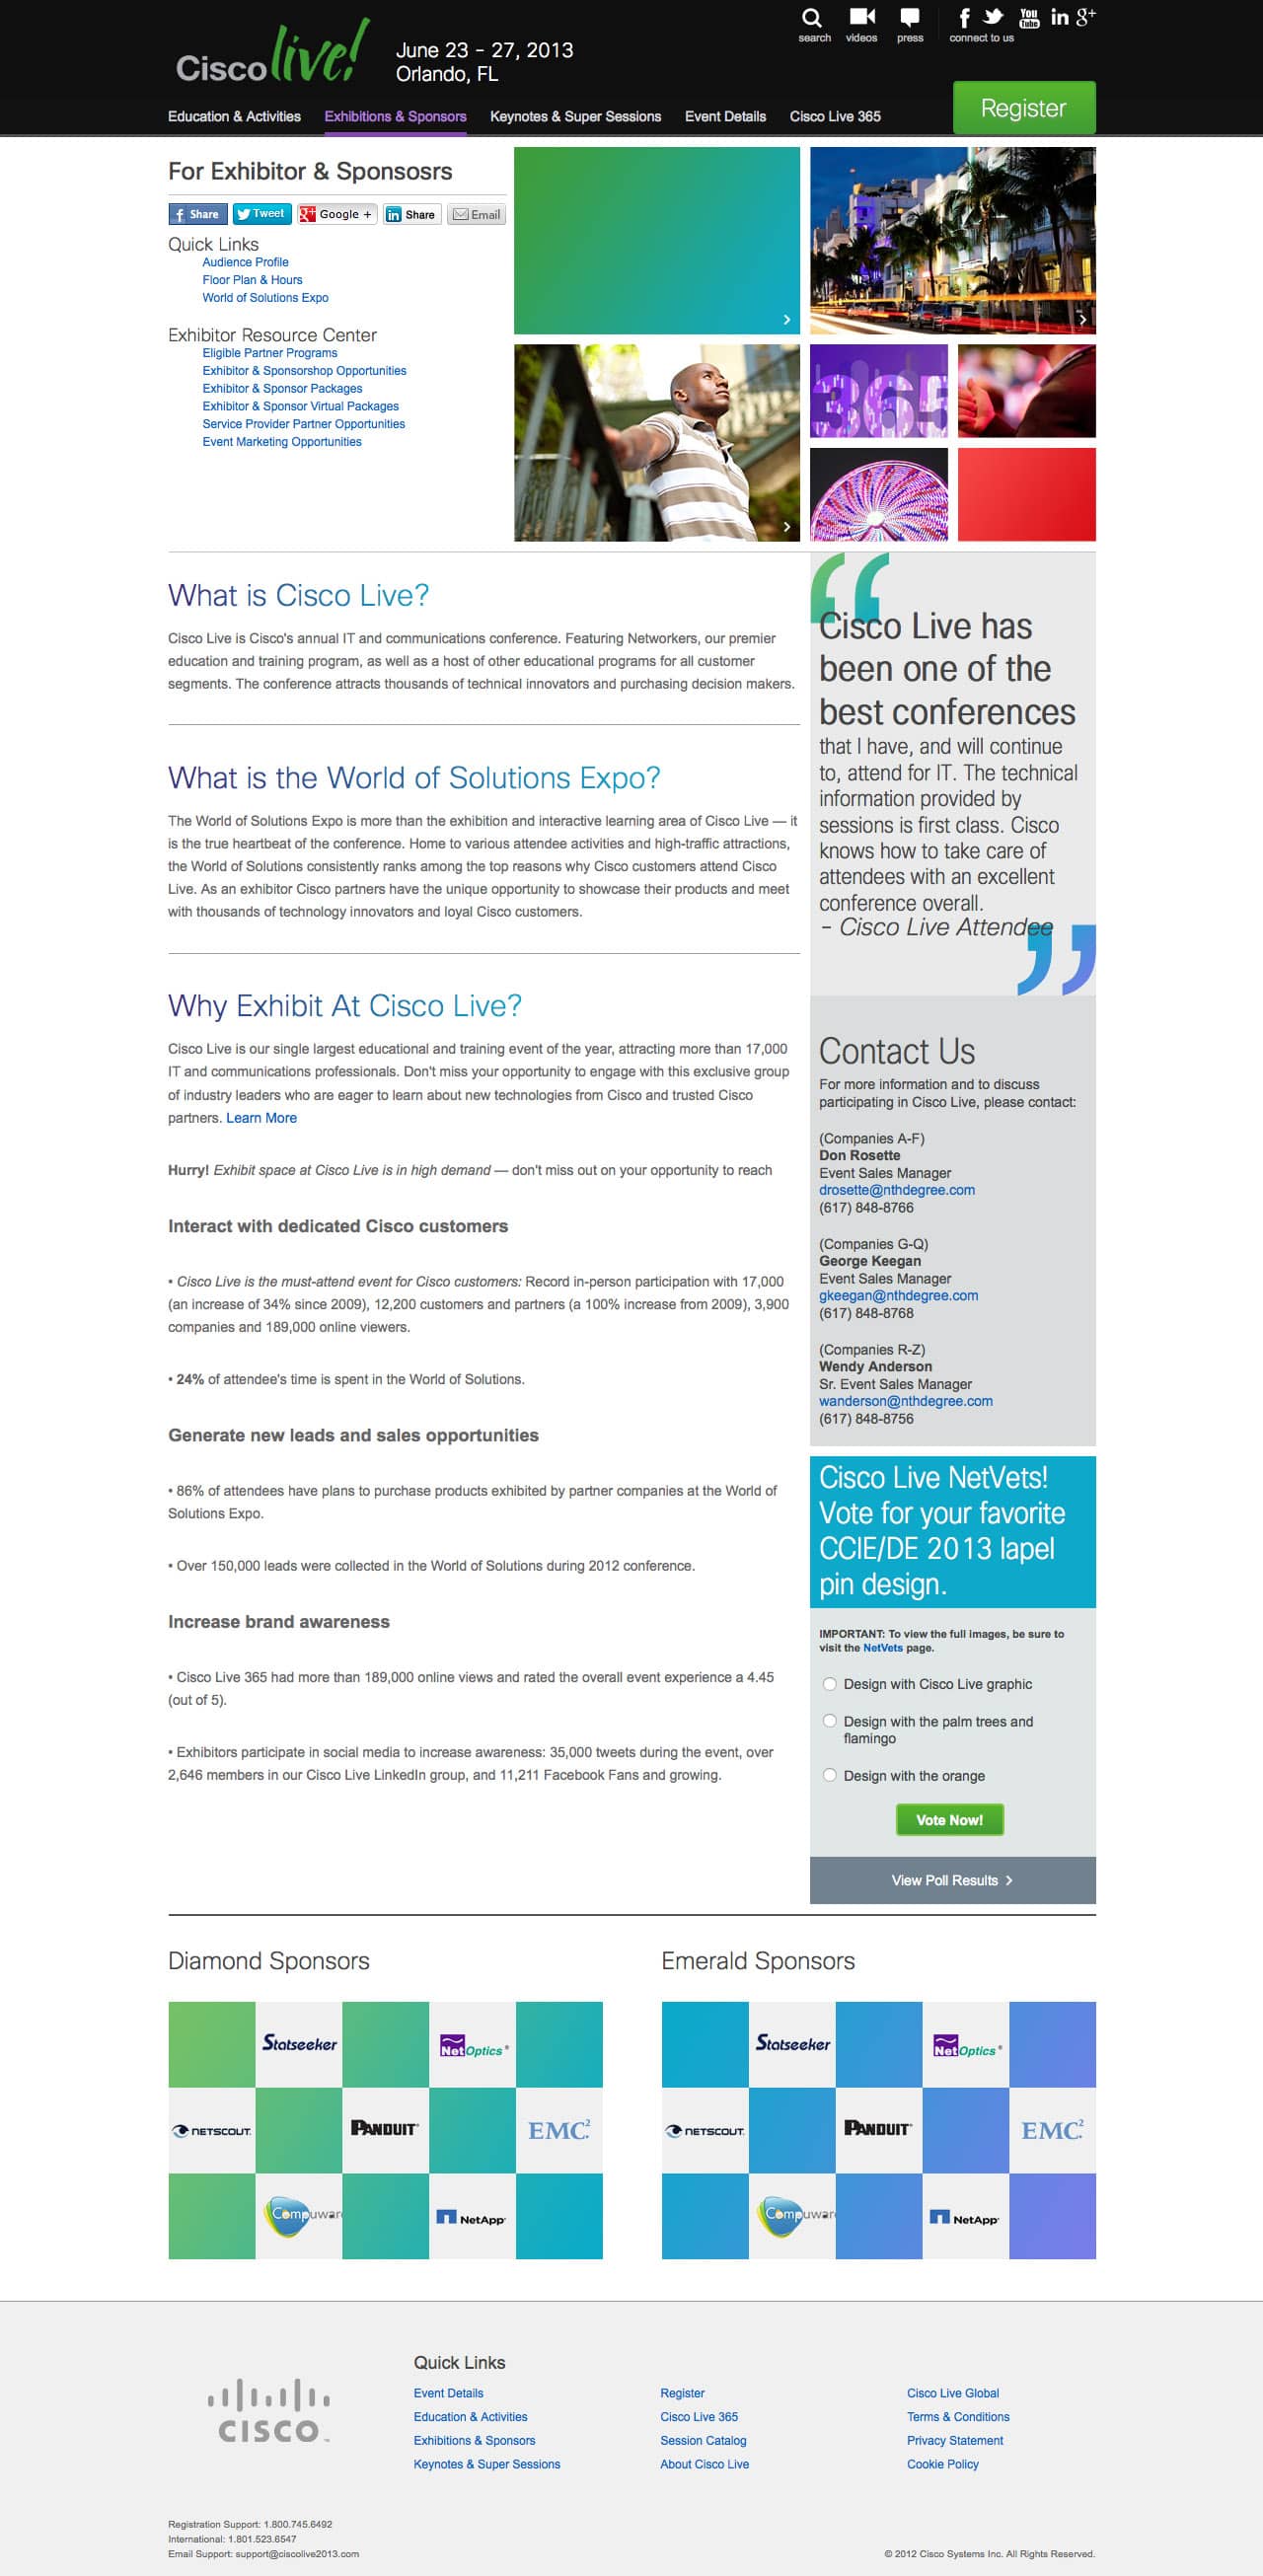 search
videos
press
connect to us
Cisco live!
June 23 - 27, 2013
Orlando, FL
Education & Activities
Exhibitions & Sponsors
Keynotes & Super Sessions
Event Details
Cisco Live 365
Register
For Exhibitor & Sponsosrs
Share
Tweet
Google +
Share
Email
Quick Links
Audience Profile
Floor Plan & Hours
World of Solutions Expo
Exhibitor Resource Center
Eligible Partner Programs
Exhibitor & Sponsorshop Opportunities
Exhibitor & Sponsor Packages
Exhibitor & Sponsor Virtual Packages
Service Provider Partner Opportunities
Event Marketing Opportunities
365
What is Cisco Live?
Cisco Live is Cisco's annual IT and communications conference. Featuring Networkers, our premier
education and training program, as well as a host of other educational programs for all customer
segments. The conference attracts thousands of technical innovators and purchasing decision makers.
What is the World of Solutions Expo?
The World of Solutions Expo is more than the exhibition and interactive learning area of Cisco Live — it
is the true heartbeat of the conference. Home to various attendee activities and high-traffic attractions,
the World of Solutions consistently ranks among the top reasons why Cisco customers attend Cisco
Live. As an exhibitor Cisco partners have the unique opportunity to showcase their products and meet
with thousands of technology innovators and loyal Cisco customers.
Why Exhibit At Cisco Live?
Cisco Live is our single largest educational and training event of the year, attracting more than 17,000
IT and communications professionals. Don't miss your opportunity to engage with this exclusive group
of industry leaders who are eager to learn about new technologies from Cisco and trusted Cisco
partners. Learn More
Hurry! Exhibit space at Cisco Live is in high demand — don't miss out on your opportunity to reach
Interact with dedicated Cisco customers
• Cisco Live is the must-attend event for Cisco customers: Record in-person participation with 17,000
(an increase of 34% since 2009), 12,200 customers and partners (a 100% increase from 2009), 3,900
companies and 189,000 online viewers.
• 24% of attendee's time is spent in the World of Solutions.
Generate new leads and sales opportunities
• 86% of attendees have plans to purchase products exhibited by partner companies at the World of
Solutions Expo.
• Over 150,000 leads were collected in the World of Solutions during 2012 conference.
Increase brand awareness
• Cisco Live 365 had more than 189,000 online views and rated the overall event experience a 4.45
(out of 5).
• Exhibitors participate in social media to increase awareness: 35,000 tweets during the event, over
2,646 members in our Cisco Live LinkedIn group, and 11,211 Facebook Fans and growing.
“
Cisco Live has
been one of the
best conferences
that I have, and will continue
to, attend for IT. The technical
information provided by
sessions is first class. Cisco
knows how to take care of
attendees with an excellent
conference overall.
- Cisco Live Attendee
”
Contact Us
For more information and to discuss
participating in Cisco Live, please contact:
(Companies A-F)
Don Rosette
Event Sales Manager
drosette@nthdegree.com
(617) 848-8766
(Companies G-Q)
George Keegan
Event Sales Manager
gkeegan@nthdegree.com
(617) 848-8768
(Companies R-Z)
Wendy Anderson
Sr. Event Sales Manager
wanderson@nthdegree.com
(617) 848-8756
Cisco Live NetVets!
Vote for your favorite
CCIE/DE 2013 lapel
pin design.
IMPORTANT: To view the full images, be sure to
visit the NetVets page.
Design with Cisco Live graphic
Design with the palm trees and
flamingo
Design with the orange
Vote Now!
View Poll Results
Diamond Sponsors
Statseeker
NetOptics®
NETSCOUT.
PANDUIT
EMC²
Compuwar
NetApp
Emerald Sponsors
Statseeker
NetOptics®
NETSCOUT.
PANDUIT
EMC²
Compuwar
NetApp
CISCO™
Quick Links
Event Details
Education & Activities
Exhibitions & Sponsors
Keynotes & Super Sessions
Register
Cisco Live 365
Session Catalog
About Cisco Live
Cisco Live Global
Terms & Conditions
Privacy Statement
Cookie Policy
Registration Support: 1.800.745.6492
International: 1.801.523.6547
Email Support: support@ciscolive2013.com
© 2012 Cisco Systems Inc. All Rights Reserved.